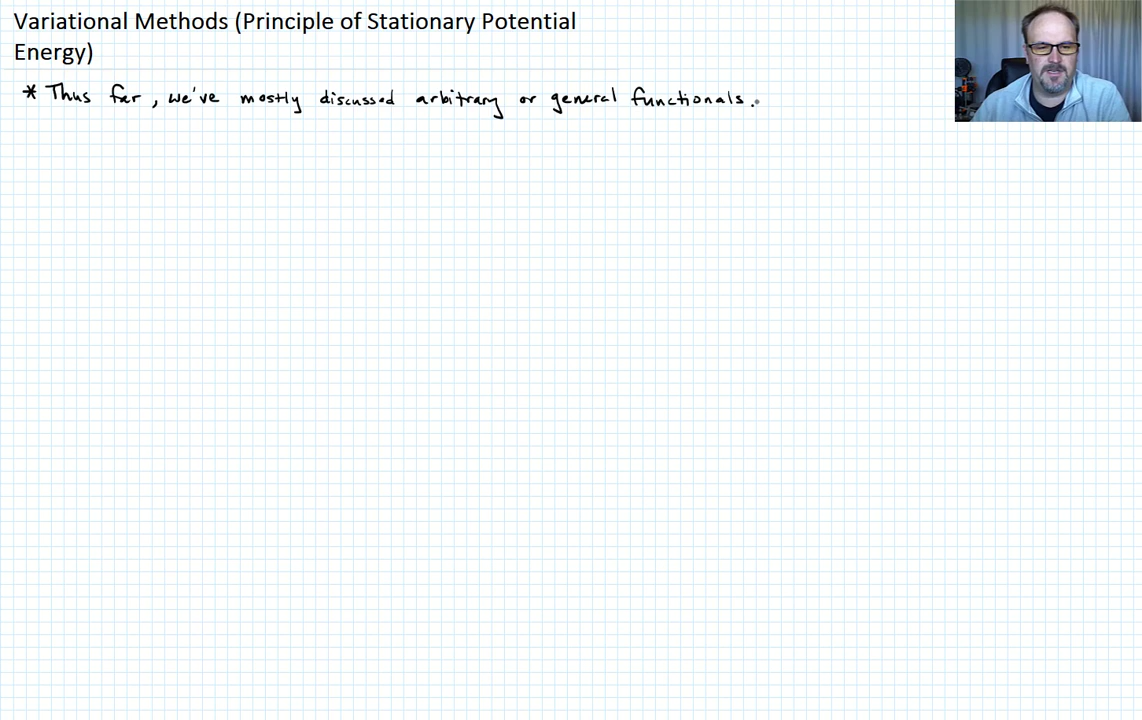 Variational Methods (Principle of Stationary Potential
Energy)
* Thus far, we've mostly discussed arbitrary or general functionals.